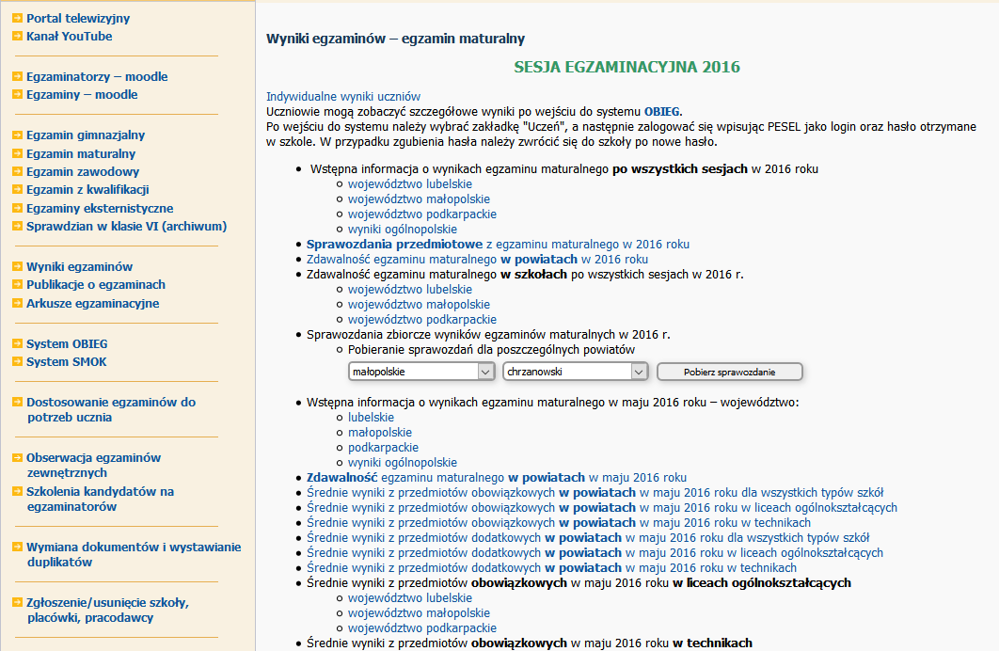 Portal telewizyjny
Kanał YouTube
Egzaminatorzy – moodle
Egzaminy – moodle
Egzamin gimnazjalny
Egzamin maturalny
Egzamin zawodowy
Egzamin z kwalifikacji
Egzaminy eksternistyczne
Sprawdzian w klasie VI (archiwum)
Wyniki egzaminów
Publikacje o egzaminach
Arkusze egzaminacyjne
System OBIEG
System SMOK
Dostosowanie egzaminów do
potrzeb ucznia
Obserwacja egzaminów
zewnętrznych
Szkolenia kandydatów na
egzaminatorów
Wymiana dokumentów i wystawianie
duplikatów
Zgłoszenie/usunięcie szkoły,
placówki, pracodawcy
Wyniki egzaminów – egzamin maturalny
SESJA EGZAMINACYJNA 2016
Indywidualne wyniki uczniów
Uczniowie mogą zobaczyć szczegółowe wyniki po wejściu do systemu OBIEG.
Po wejściu do systemu należy wybrać zakładkę "Uczeń", a następnie zalogować się wpisując PESEL jako login oraz hasło otrzymane
w szkole. W przypadku zgubienia hasła należy zwrócić się do szkoły po nowe hasło.
Wstępna informacja o wynikach egzaminu maturalnego po wszystkich sesjach w 2016 roku
województwo lubelskie
województwo małopolskie
województwo podkarpackie
wyniki ogólnopolskie
Sprawozdania przedmiotowe z egzaminu maturalnego w 2016 roku
Zdawalność egzaminu maturalnego w powiatach w 2016 roku
Zdawalność egzaminu maturalnego w szkołach po wszystkich sesjach w 2016 r.
województwo lubelskie
województwo małopolskie
województwo podkarpackie
Sprawozdania zbiorcze wyników egzaminów maturalnych w 2016 r.
Pobieranie sprawozdań dla poszczególnych powiatów
małopolskie chrzanowski Pobierz sprawozdanie
Wstępna informacja o wynikach egzaminu maturalnego w maju 2016 roku – województwo:
lubelskie
małopolskie
podkarpackie
wyniki ogólnopolskie
Zdawalność egzaminu maturalnego w powiatach w maju 2016 roku
Średnie wyniki z przedmiotów obowiązkowych w powiatach w maju 2016 roku dla wszystkich typów szkół
Średnie wyniki z przedmiotów obowiązkowych w powiatach w maju 2016 roku w liceach ogólnokształcących
Średnie wyniki z przedmiotów obowiązkowych w powiatach w maju 2016 roku w technikach
Średnie wyniki z przedmiotów dodatkowych w powiatach w maju 2016 roku dla wszystkich typów szkół
Średnie wyniki z przedmiotów dodatkowych w powiatach w maju 2016 roku w liceach ogólnokształcących
Średnie wyniki z przedmiotów dodatkowych w powiatach w maju 2016 roku w technikach
Średnie wyniki z przedmiotów obowiązkowych w maju 2016 roku w liceach ogólnokształcących
województwo lubelskie
województwo małopolskie
województwo podkarpackie
Średnie wyniki z przedmiotów obowiązkowych w maju 2016 roku w technikach